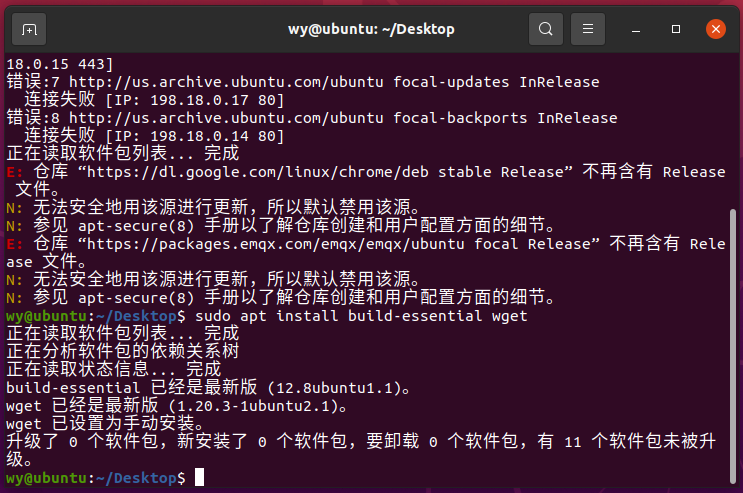 wy@ubuntu: ~/Desktop
18.0.15 443]
错误:7 http://us.archive.ubuntu.com/ubuntu focal-updates InRelease
连接失败 [IP: 198.18.0.17 80]
错误:8 http://us.archive.ubuntu.com/ubuntu focal-backports InRelease
连接失败 [IP: 198.18.0.14 80]
正在读取软件包列表... 完成
E: 仓库 “https://dl.google.com/linux/chrome/deb stable Release” 不再含有 Release
文件。
N: 无法安全地用该源进行更新，所以默认禁用该源。
N: 参见 apt-secure(8) 手册以了解仓库创建和用户配置方面的细节。
E: 仓库 “https://packages.emqx.com/emqx/emqx/ubuntu focal Release” 不再含有 Rele
ase 文件。
N: 无法安全地用该源进行更新，所以默认禁用该源。
N: 参见 apt-secure(8) 手册以了解仓库创建和用户配置方面的细节。
wy@ubuntu:~/Desktop$ sudo apt install build-essential wget
正在读取软件包列表... 完成
正在分析软件包的依赖关系树
正在读取状态信息... 完成
build-essential 已经是最新版 (12.8ubuntu1.1)。
wget 已经是最新版 (1.20.3-1ubuntu2.1)。
wget 已设置为手动安装。
升级了 0 个软件包，新安装了 0 个软件包，要卸载 0 个软件包，有 11 个软件包未被升
级。
wy@ubuntu:~/Desktop$